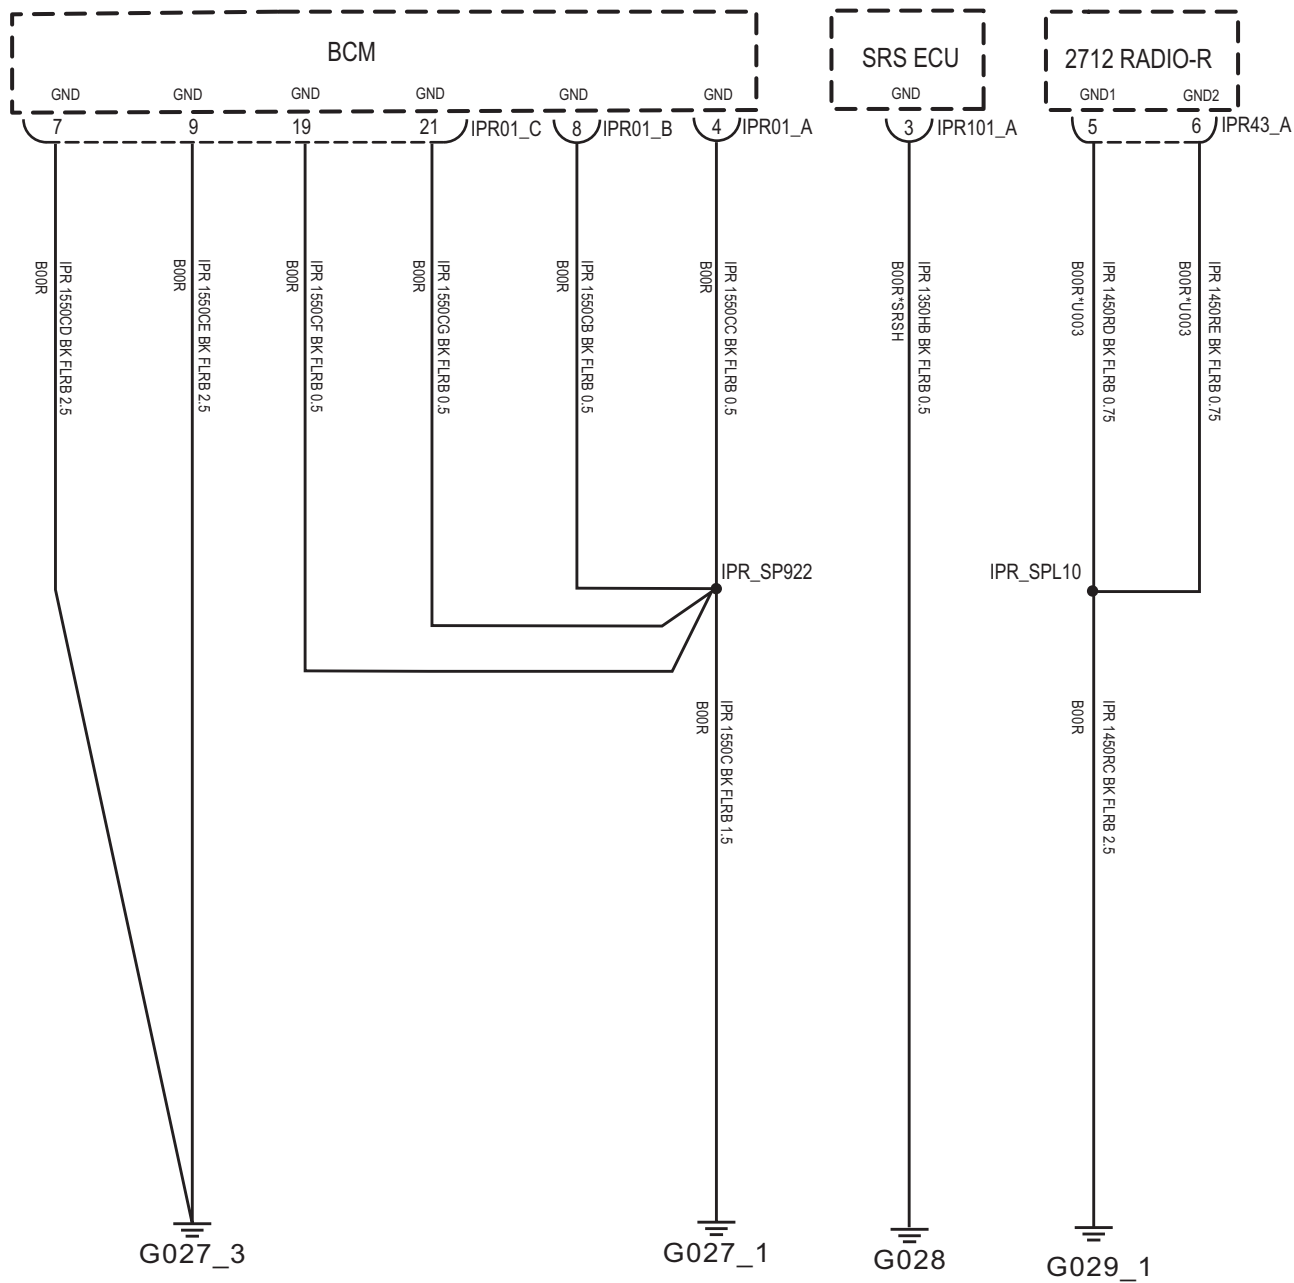 BCM
SRS ECU
2712 RADIO-R
GND
GND
GND
GND
GND
GND
GND
GND1
GND2
7
9
19
21
IPR01_C
8
IPR01_B
4
IPR01_A
3
IPR101_A
5
6
IPR43_A
IPR 1550CD BK FLRB 2.5
B00R
IPR 1550CE BK FLRB 2.5
B00R
IPR 1550CF BK FLRB 0.5
B00R
IPR 1550CG BK FLRB 0.5
B00R
IPR 1550CB BK FLRB 0.5
B00R
IPR 1550CC BK FLRB 0.5
B00R
IPR 1350HB BK FLRB 0.5
B00R*SRSH
IPR 1450RD BK FLRB 0.75
B00R*U003
IPR 1450RE BK FLRB 0.75
B00R*U003
IPR_SP922
IPR_SPL10
IPR 1550C BK FLRB 1.5
B00R
IPR 1450RC BK FLRB 2.5
B00R
G027_3
G027_1
G028
G029_1